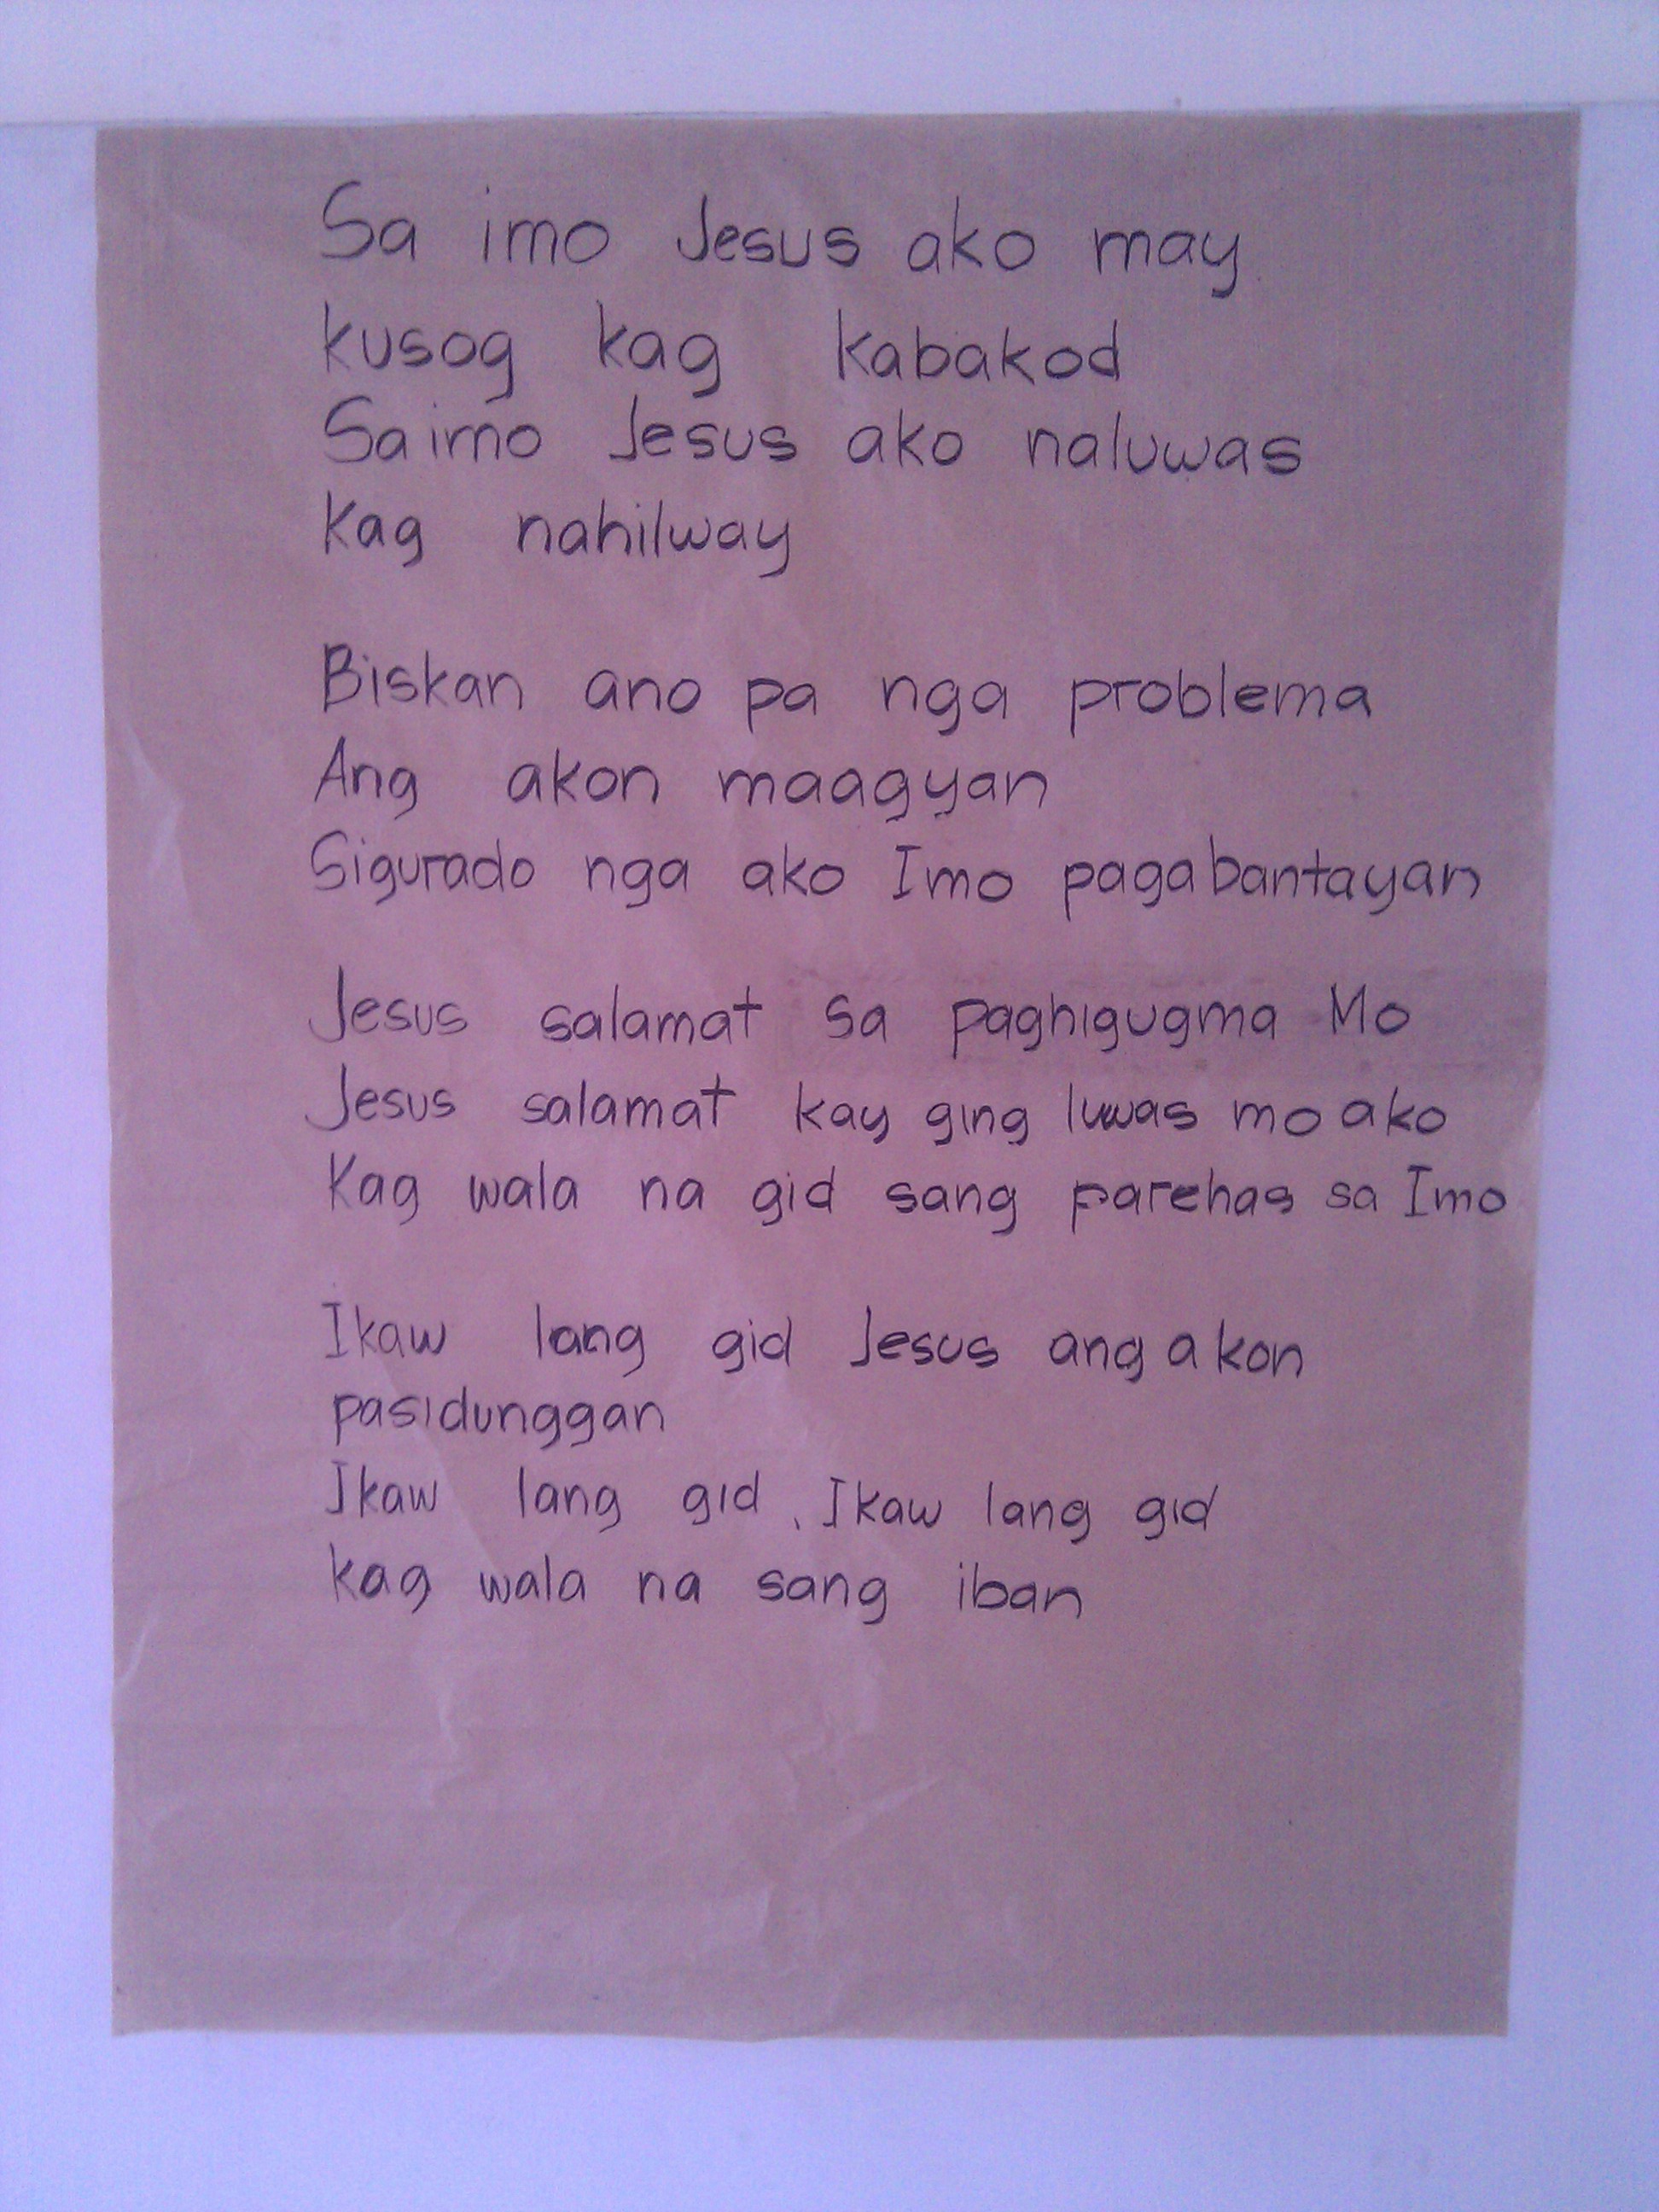 Sa imo Jesus ako may
kusog kag kabakod
Sa imo Jesus ako naluwas
kag nahilway
Biskan ano pa nga problema
Ang akon maagyan
Sigurado nga ako Imo pagabantayan
Jesus salamat sa paghigugma Mo
Jesus salamat kay ging luwas mo ako
Kag wala na gid sang parehas sa Imo
Ikaw lang gid Jesus ang akon
pasidunggan
Ikaw lang gid, Ikaw lang gid
kag wala na sang iban